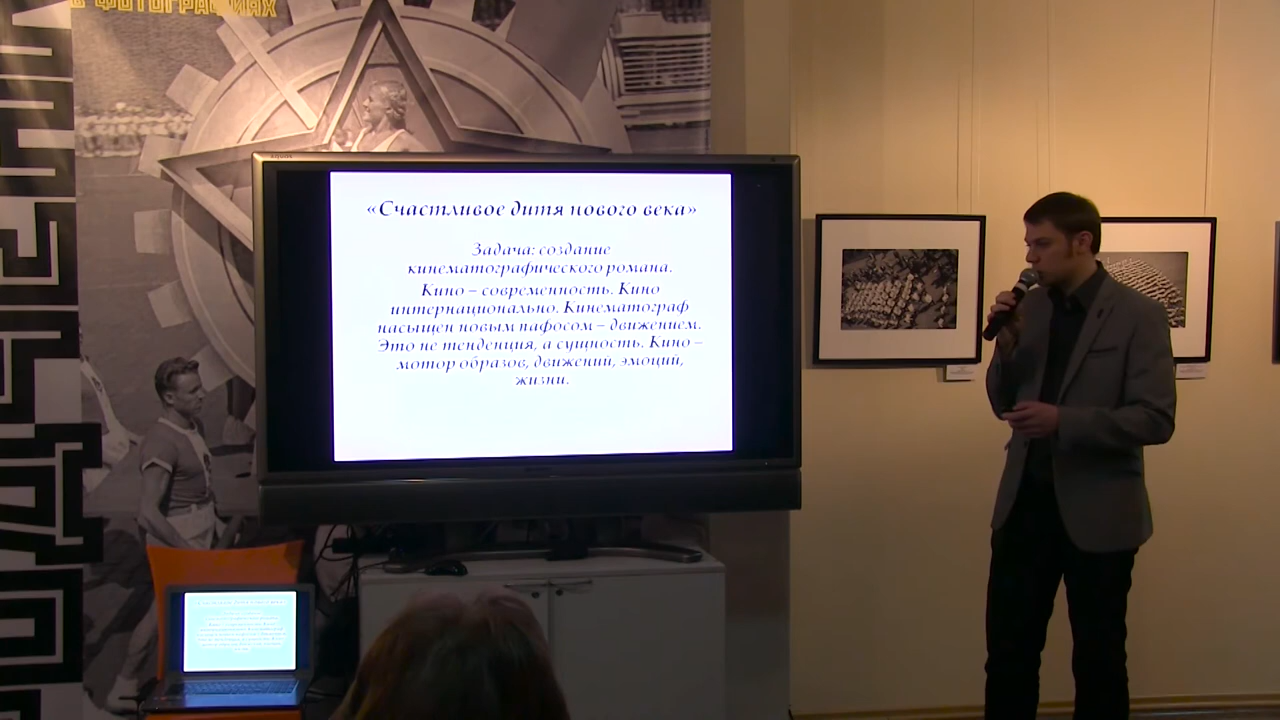 В ФОТОГРАФИЯХ
«Счастливое дитя нового века»
Задача: создание
кинематографического романа.
Кино – современность. Кино
интернационально. Кинематограф
насыщен новым пафосом – движением.
Это не тенденция, а сущность. Кино –
мотор образов, движений, эмоций,
жизни.